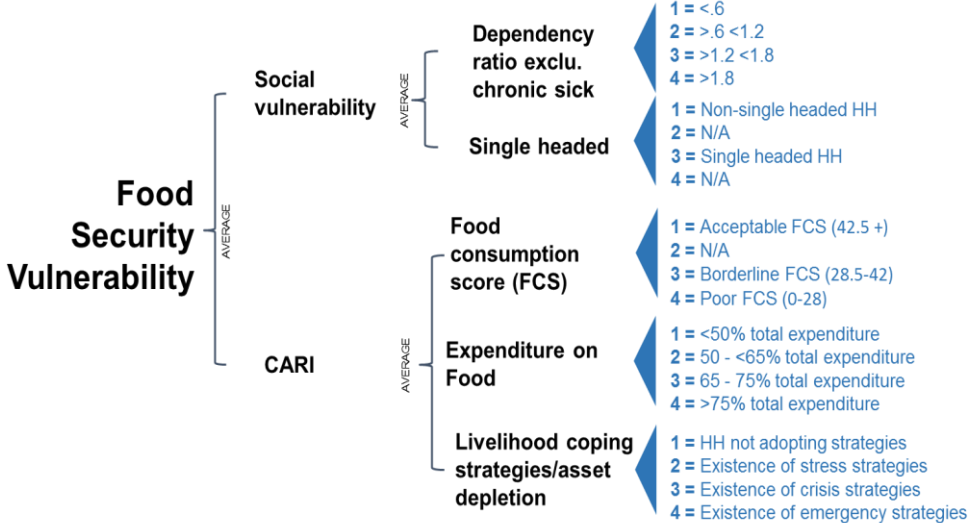 Food
Security
Vulnerability
AVERAGE
Social
vulnerability
AVERAGE
Dependency
ratio exclu.
chronic sick
1 = <.6
2 = >.6 <1.2
3 = >1.2 <1.8
4 = >1.8
Single headed
1 = Non-single headed HH
2 = N/A
3 = Single headed HH
4 = N/A
CARI
AVERAGE
Food
consumption
score (FCS)
1 = Acceptable FCS (42.5 +)
2 = N/A
3 = Borderline FCS (28.5-42)
4 = Poor FCS (0-28)
Expenditure on
Food
1 = <50% total expenditure
2 = 50 - <65% total expenditure
3 = 65 - 75% total expenditure
4 = >75% total expenditure
Livelihood coping
strategies/asset
depletion
1 = HH not adopting strategies
2 = Existence of stress strategies
3 = Existence of crisis strategies
4 = Existence of emergency strategies